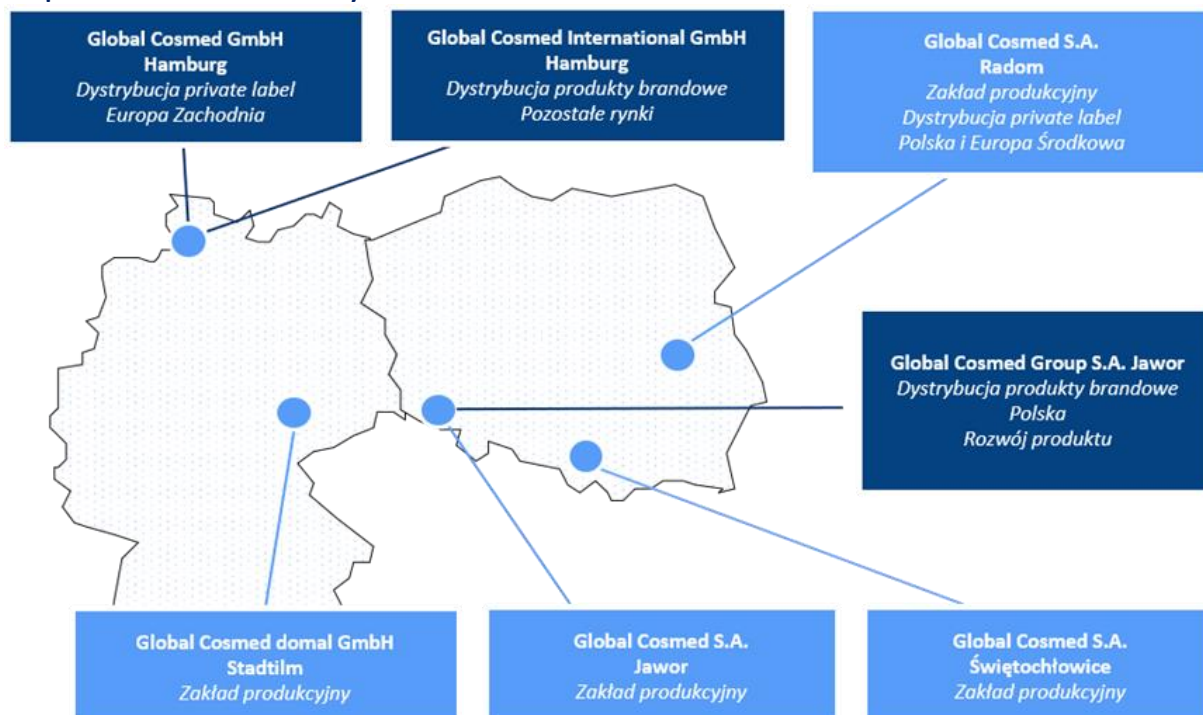 Global Cosmed GmbH
Hamburg
Dystrybucja private label
Europa Zachodnia
Global Cosmed International GmbH
Hamburg
Dystrybucja produkty brandowe
Pozostałe rynki
Global Cosmed S.A.
Radom
Zakład produkcyjny
Dystrybucja private label
Polska i Europa Środkowa
Global Cosmed Group S.A. Jawor
Dystrybucja produkty brandowe
Polska
Rozwój produktu
Global Cosmed domal GmbH
Stadtilm
Zakład produkcyjny
Global Cosmed S.A.
Jawor
Zakład produkcyjny
Global Cosmed S.A.
Świętochłowice
Zakład produkcyjny